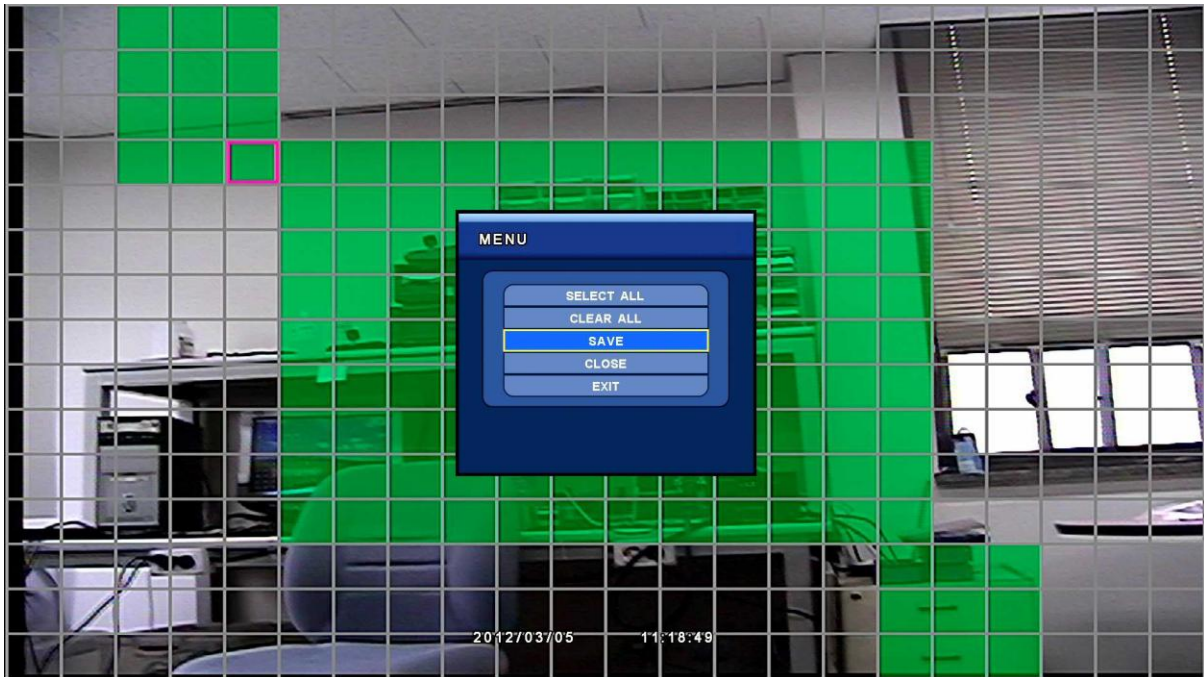 MENU
SELECT ALL
CLEAR ALL
SAVE
CLOSE
EXIT
2012/03/05 11:18:49